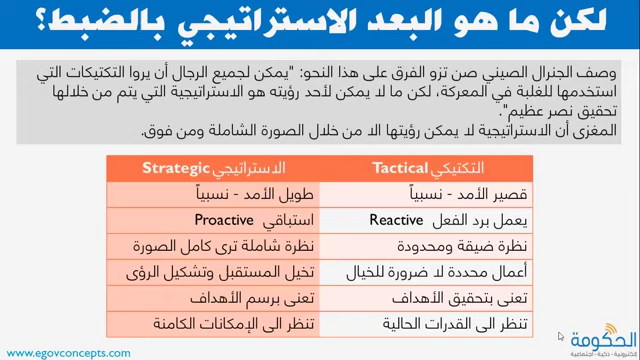 لكن ما هو البعد الاستراتيجي بالضبط؟
وصف الجنرال الصيني صن تزو الفرق على هذا النحو: "يمكن لجميع الرجال أن يروا التكتيكات التي
استخدمها للغلبة في المعركة، لكن ما لا يمكن لأحد رؤيته هو الاستراتيجية التي يتم من خلالها
تحقيق نصر عظيم".
المغزى أن الاستراتيجية لا يمكن رؤيتها الا من خلال الصورة الشاملة ومن فوق.
التكتيكي Tactical الاستراتيجي Strategic
قصير الأمد - نسبياً طويل الأمد - نسبياً
يعمل برد الفعل Reactive استباقي Proactive
نظرة ضيقة ومحدودة نظرة شاملة ترى كامل الصورة
أعمال محددة لا ضرورة للخيال تخيل المستقبل وتشكيل الرؤى
تعنى بتحقيق الأهداف تعنى برسم الأهداف
تنظر الى القدرات الحالية تنظر الى الإمكانات الكامنة
الحكومة
إلكترونية - ذكية - اجتماعية
www.egovconcepts.com